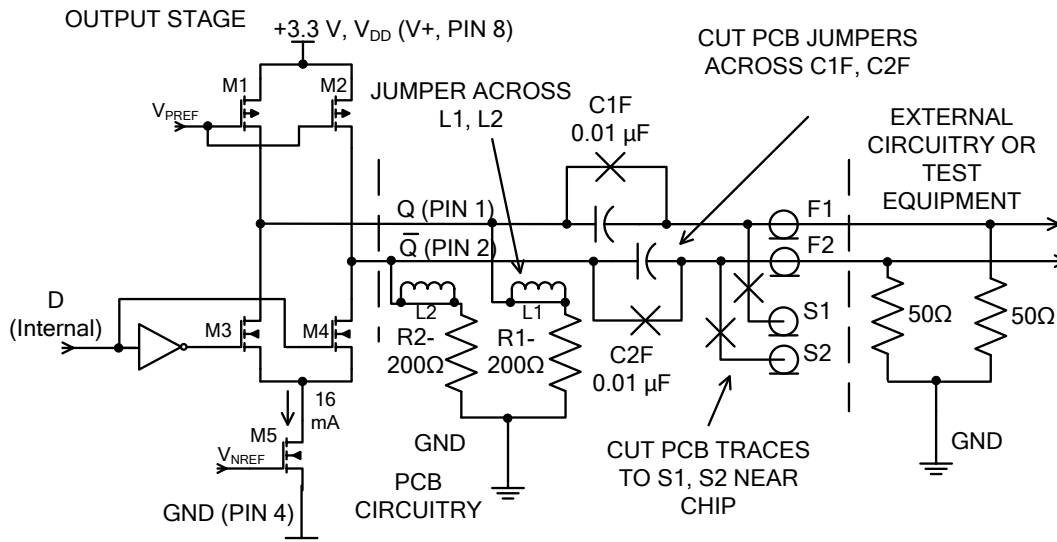 OUTPUT STAGE
+3.3 V, V_DD (V+, PIN 8)
M1
M2
V_PREF
JUMPER ACROSS
L1, L2
C1F
0.01 µF
CUT PCB JUMPERS
ACROSS C1F, C2F
EXTERNAL
CIRCUITRY OR
TEST
EQUIPMENT
Q (PIN 1)
F1
Q̅ (PIN 2)
F2
D
(Internal)
L2
L1
M3
M4
R2-
200Ω
R1-
200Ω
C2F
0.01 µF
S1
S2
50Ω
50Ω
16
mA
M5
V_NREF
GND
GND (PIN 4)
PCB
CIRCUITRY
CUT PCB TRACES
TO S1, S2 NEAR
CHIP
GND